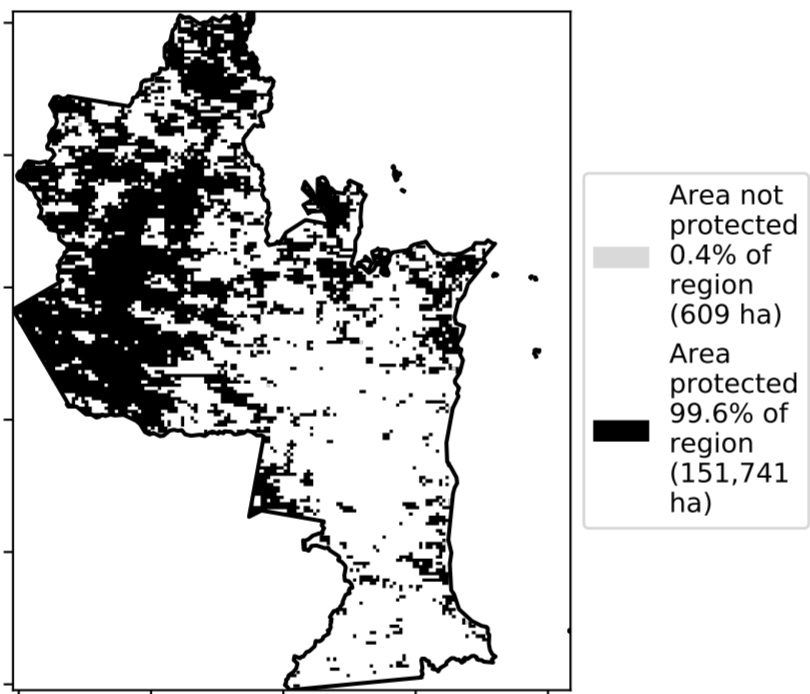 Area not
protected
0.4% of
region
(609 ha)
Area
protected
99.6% of
region
(151,741
ha)